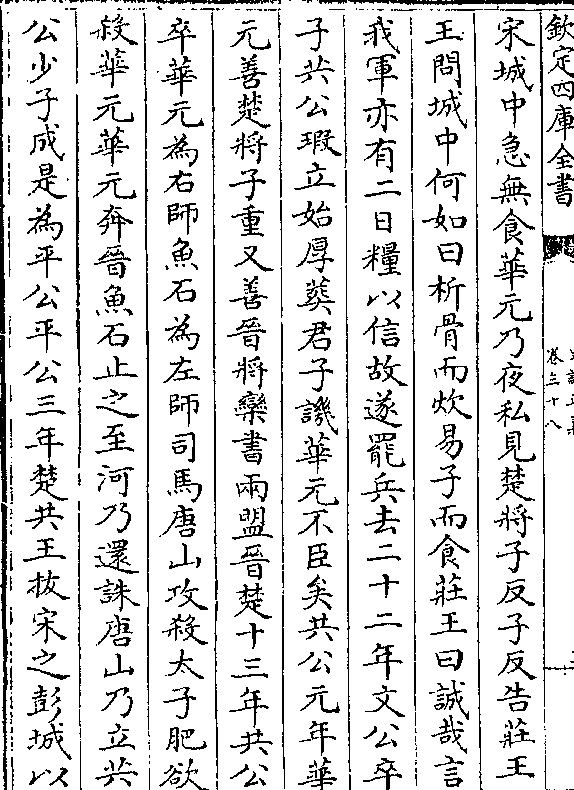 欽定四庫全書
卷三十八
宋城中急無食華元乃夜私見楚將子反子反告莊王
王問城中何如曰析骨而炊易子而食莊王曰誠哉言
我軍亦有二日糧以信故遂罷兵去二十二年文公卒
子共公瑕立始厚葬君子譏華元不臣矣共公元年華
元善楚將子重又善晉將欒書兩盟晉楚十三年共公
卒華元為右師魚石為左師司馬唐山攻殺太子肥欲
殺華元華元奔晉魚石止之至河乃還誅唐山乃立共
公少子成是為平公平公三年楚共王拔宋之彭城以